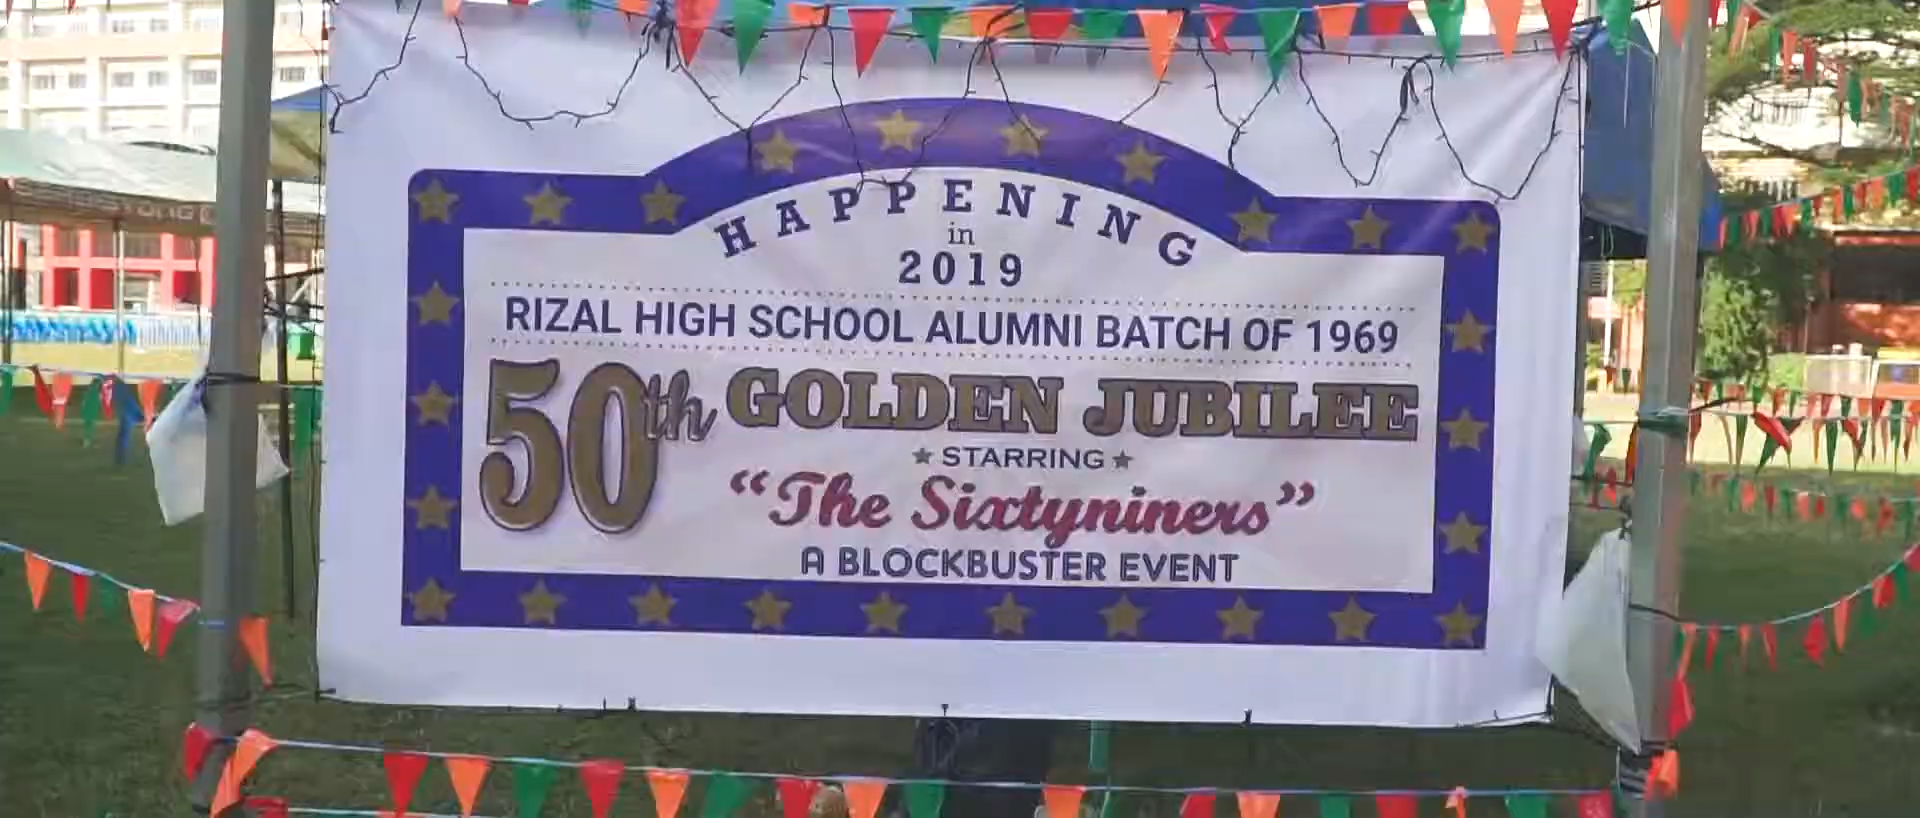 HAPPENING
in
2019
RIZAL HIGH SCHOOL ALUMNI BATCH OF 1969
50th GOLDEN JUBILEE
★ STARRING ★
“The Sixtyniners”
A BLOCKBUSTER EVENT